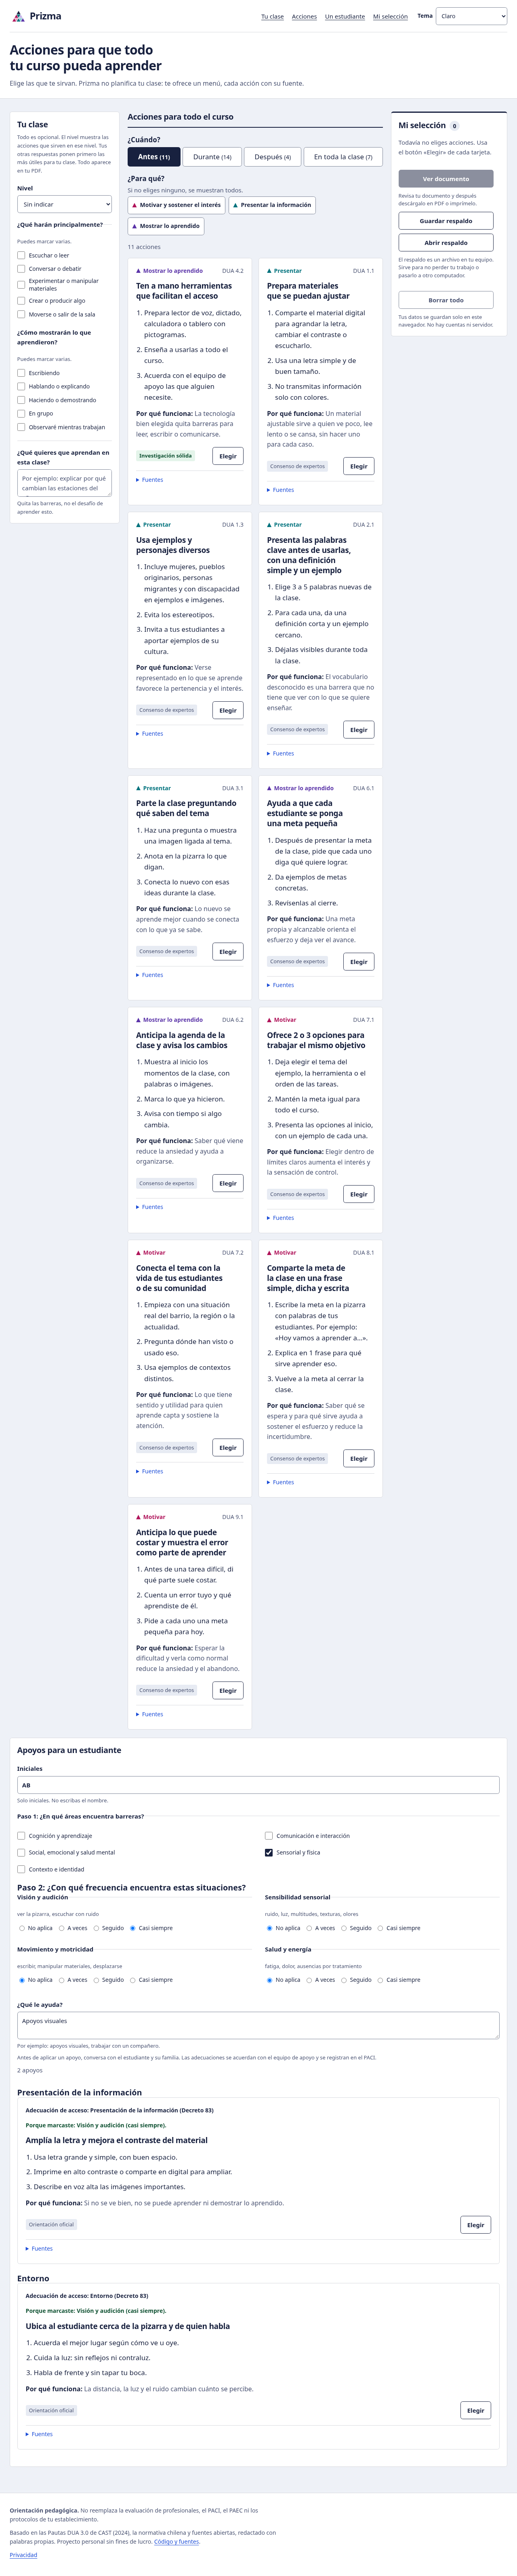 Prizma
Tu clase
Acciones
Un estudiante
Mi selección
Tema
Claro
Acciones para que todo
tu curso pueda aprender
Elige las que te sirvan. Prizma no planifica tu clase; te ofrece un menú, cada acción con su fuente.
Tu clase
Todo es opcional. El nivel muestra las
acciones que sirven en ese nivel. Tus
otras respuestas ponen primero las
más útiles para tu clase. Todo aparece
en tu PDF.
Nivel
Sin indicar
¿Qué harán principalmente?
Puedes marcar varias.
Escuchar o leer
Conversar o debatir
Experimentar o manipular
materiales
Crear o producir algo
Moverse o salir de la sala
¿Cómo mostrarán lo que
aprendieron?
Puedes marcar varias.
Escribiendo
Hablando o explicando
Haciendo o demostrando
En grupo
Observaré mientras trabajan
¿Qué quieres que aprendan en
esta clase?
Por ejemplo: explicar por qué
cambian las estaciones del
Quita las barreras, no el desafío de
aprender esto.
Acciones para todo el curso
¿Cuándo?
Antes (11)
Durante (14)
Después (4)
En toda la clase (7)
¿Para qué?
Si no eliges ninguno, se muestran todos.
Motivar y sostener el interés
Presentar la información
Mostrar lo aprendido
11 acciones
Mostrar lo aprendido
DUA 4.2
Ten a mano herramientas
que facilitan el acceso
1. Prepara lector de voz, dictado,
calculadora o tablero con
pictogramas.
2. Enseña a usarlas a todo el
curso.
3. Acuerda con el equipo de
apoyo las que alguien
necesite.
Por qué funciona: La tecnología
bien elegida quita barreras para
leer, escribir o comunicarse.
Investigación sólida
Elegir
Fuentes
Presentar
DUA 1.1
Prepara materiales
que se puedan ajustar
1. Comparte el material digital
para agrandar la letra,
cambiar el contraste o
escucharlo.
2. Usa una letra simple y de
buen tamaño.
3. No transmitas información
solo con colores.
Por qué funciona: Un material
ajustable sirve a quien ve poco, lee
lento o se cansa, sin hacer uno
para cada caso.
Consenso de expertos
Elegir
Fuentes
Presentar
DUA 1.3
Usa ejemplos y
personajes diversos
1. Incluye mujeres, pueblos
originarios, personas
migrantes y con discapacidad
en ejemplos e imágenes.
2. Evita los estereotipos.
3. Invita a tus estudiantes a
aportar ejemplos de su
cultura.
Por qué funciona: Verse
representado en lo que se aprende
favorece la pertenencia y el interés.
Consenso de expertos
Elegir
Fuentes
Presentar
DUA 2.1
Presenta las palabras
clave antes de usarlas,
con una definición
simple y un ejemplo
1. Elige 3 a 5 palabras nuevas de
la clase.
2. Para cada una, da una
definición corta y un ejemplo
cercano.
3. Déjalas visibles durante toda
la clase.
Por qué funciona: El vocabulario
desconocido es una barrera que no
tiene que ver con lo que se quiere
enseñar.
Consenso de expertos
Elegir
Fuentes
Presentar
DUA 3.1
Parte la clase preguntando
qué saben del tema
1. Haz una pregunta o muestra
una imagen ligada al tema.
2. Anota en la pizarra lo que
digan.
3. Conecta lo nuevo con esas
ideas durante la clase.
Por qué funciona: Lo nuevo se
aprende mejor cuando se conecta
con lo que ya se sabe.
Consenso de expertos
Elegir
Fuentes
Mostrar lo aprendido
DUA 6.1
Ayuda a que cada
estudiante se ponga
una meta pequeña
1. Después de presentar la meta
de la clase, pide que cada uno
diga qué quiere lograr.
2. Da ejemplos de metas
concretas.
3. Revísenlas al cierre.
Por qué funciona: Una meta
propia y alcanzable orienta el
esfuerzo y deja ver el avance.
Consenso de expertos
Elegir
Fuentes
Mostrar lo aprendido
DUA 6.2
Anticipa la agenda de la
clase y avisa los cambios
1. Muestra al inicio los
momentos de la clase, con
palabras o imágenes.
2. Marca lo que ya hicieron.
3. Avisa con tiempo si algo
cambia.
Por qué funciona: Saber qué viene
reduce la ansiedad y ayuda a
organizarse.
Consenso de expertos
Elegir
Fuentes
Motivar
DUA 7.1
Ofrece 2 o 3 opciones para
trabajar el mismo objetivo
1. Deja elegir el tema del
ejemplo, la herramienta o el
orden de las tareas.
2. Mantén la meta igual para
todo el curso.
3. Presenta las opciones al inicio,
con un ejemplo de cada una.
Por qué funciona: Elegir dentro de
límites claros aumenta el interés y
la sensación de control.
Consenso de expertos
Elegir
Fuentes
Motivar
DUA 7.2
Conecta el tema con la
vida de tus estudiantes
o de su comunidad
1. Empieza con una situación
real del barrio, la región o la
actualidad.
2. Pregunta dónde han visto o
usado eso.
3. Usa ejemplos de contextos
distintos.
Por qué funciona: Lo que tiene
sentido y utilidad para quien
aprende capta y sostiene la
atención.
Consenso de expertos
Elegir
Fuentes
Motivar
DUA 8.1
Comparte la meta de
la clase en una frase
simple, dicha y escrita
1. Escribe la meta en la pizarra
con palabras de tus
estudiantes. Por ejemplo:
«Hoy vamos a aprender a…».
2. Explica en 1 frase para qué
sirve aprender eso.
3. Vuelve a la meta al cerrar la
clase.
Por qué funciona: Saber qué se
espera y para qué sirve ayuda a
sostener el esfuerzo y reduce la
incertidumbre.
Consenso de expertos
Elegir
Fuentes
Motivar
DUA 9.1
Anticipa lo que puede
costar y muestra el error
como parte de aprender
1. Antes de una tarea difícil, di
qué parte suele costar.
2. Cuenta un error tuyo y qué
aprendiste de él.
3. Pide a cada uno una meta
pequeña para hoy.
Por qué funciona: Esperar la
dificultad y verla como normal
reduce la ansiedad y el abandono.
Consenso de expertos
Elegir
Fuentes
Mi selección 0
Todavía no eliges acciones. Usa
el botón «Elegir» de cada tarjeta.
Ver documento
Revisa tu documento y después
descárgalo en PDF o imprímelo.
Guardar respaldo
Abrir respaldo
El respaldo es un archivo en tu equipo.
Sirve para no perder tu trabajo o
pasarlo a otro computador.
Borrar todo
Tus datos se guardan solo en este
navegador. No hay cuentas ni servidor.
Apoyos para un estudiante
Iniciales
AB
Solo iniciales. No escribas el nombre.
Paso 1: ¿En qué áreas encuentra barreras?
Cognición y aprendizaje
Comunicación e interacción
Social, emocional y salud mental
Sensorial y física
Contexto e identidad
Paso 2: ¿Con qué frecuencia encuentra estas situaciones?
Visión y audición
ver la pizarra, escuchar con ruido
No aplica
A veces
Seguido
Casi siempre
Sensibilidad sensorial
ruido, luz, multitudes, texturas, olores
No aplica
A veces
Seguido
Casi siempre
Movimiento y motricidad
escribir, manipular materiales, desplazarse
No aplica
A veces
Seguido
Casi siempre
Salud y energía
fatiga, dolor, ausencias por tratamiento
No aplica
A veces
Seguido
Casi siempre
¿Qué le ayuda?
Apoyos visuales
Por ejemplo: apoyos visuales, trabajar con un compañero.
Antes de aplicar un apoyo, conversa con el estudiante y su familia. Las adecuaciones se acuerdan con el equipo de apoyo y se registran en el PACI.
2 apoyos
Presentación de la información
Adecuación de acceso: Presentación de la información (Decreto 83)
Porque marcaste: Visión y audición (casi siempre).
Amplía la letra y mejora el contraste del material
1. Usa letra grande y simple, con buen espacio.
2. Imprime en alto contraste o comparte en digital para ampliar.
3. Describe en voz alta las imágenes importantes.
Por qué funciona: Si no se ve bien, no se puede aprender ni demostrar lo aprendido.
Orientación oficial
Elegir
Fuentes
Entorno
Adecuación de acceso: Entorno (Decreto 83)
Porque marcaste: Visión y audición (casi siempre).
Ubica al estudiante cerca de la pizarra y de quien habla
1. Acuerda el mejor lugar según cómo ve u oye.
2. Cuida la luz: sin reflejos ni contraluz.
3. Habla de frente y sin tapar tu boca.
Por qué funciona: La distancia, la luz y el ruido cambian cuánto se percibe.
Orientación oficial
Elegir
Fuentes
Orientación pedagógica. No reemplaza la evaluación de profesionales, el PACI, el PAEC ni los
protocolos de tu establecimiento.
Basado en las Pautas DUA 3.0 de CAST (2024), la normativa chilena y fuentes abiertas, redactado con
palabras propias. Proyecto personal sin fines de lucro. Código y fuentes.
Privacidad